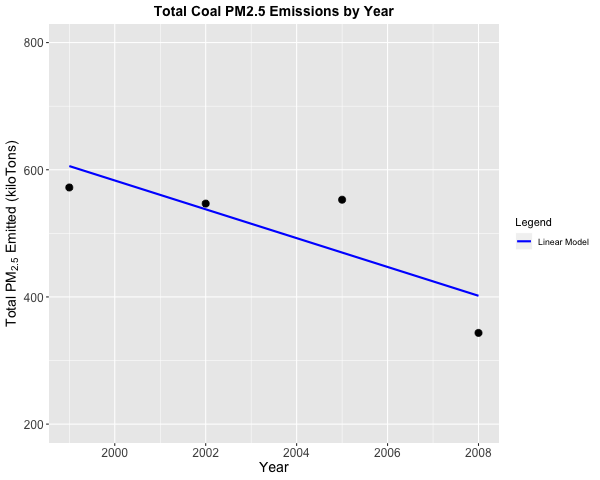 Total Coal PM2.5 Emissions by Year
Total PM₂.₅ Emitted (kiloTons)
800
600
400
200
2000 2002 2004 2006 2008
Year
Legend
Linear Model